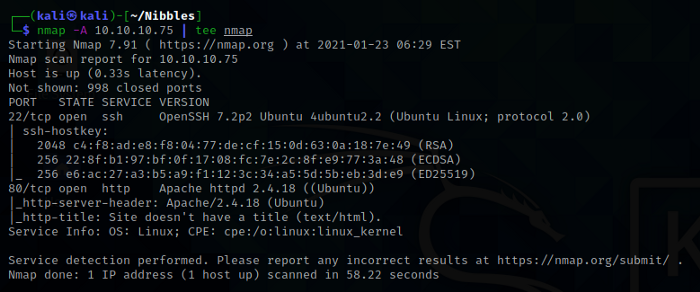 ┌──(kali㉿kali)-[~/Nibbles]
└─$ nmap -A 10.10.10.75 | tee nmap
Starting Nmap 7.91 ( https://nmap.org ) at 2021-01-23 06:29 EST
Nmap scan report for 10.10.10.75
Host is up (0.33s latency).
Not shown: 998 closed ports
PORT   STATE SERVICE VERSION
22/tcp open  ssh     OpenSSH 7.2p2 Ubuntu 4ubuntu2.2 (Ubuntu Linux; protocol 2.0)
| ssh-hostkey:
|   2048 c4:f8:ad:e8:f8:04:77:de:cf:15:0d:63:0a:18:7e:49 (RSA)
|   256 22:8f:b1:97:bf:0f:17:08:fc:7e:2c:8f:e9:77:3a:48 (ECDSA)
|_  256 e6:ac:27:a3:b5:a9:f1:12:3c:34:a5:5d:5b:eb:3d:e9 (ED25519)
80/tcp open  http    Apache httpd 2.4.18 ((Ubuntu))
|_http-server-header: Apache/2.4.18 (Ubuntu)
|_http-title: Site doesn't have a title (text/html).
Service Info: OS: Linux; CPE: cpe:/o:linux:linux_kernel

Service detection performed. Please report any incorrect results at https://nmap.org/submit/ .
Nmap done: 1 IP address (1 host up) scanned in 58.22 seconds